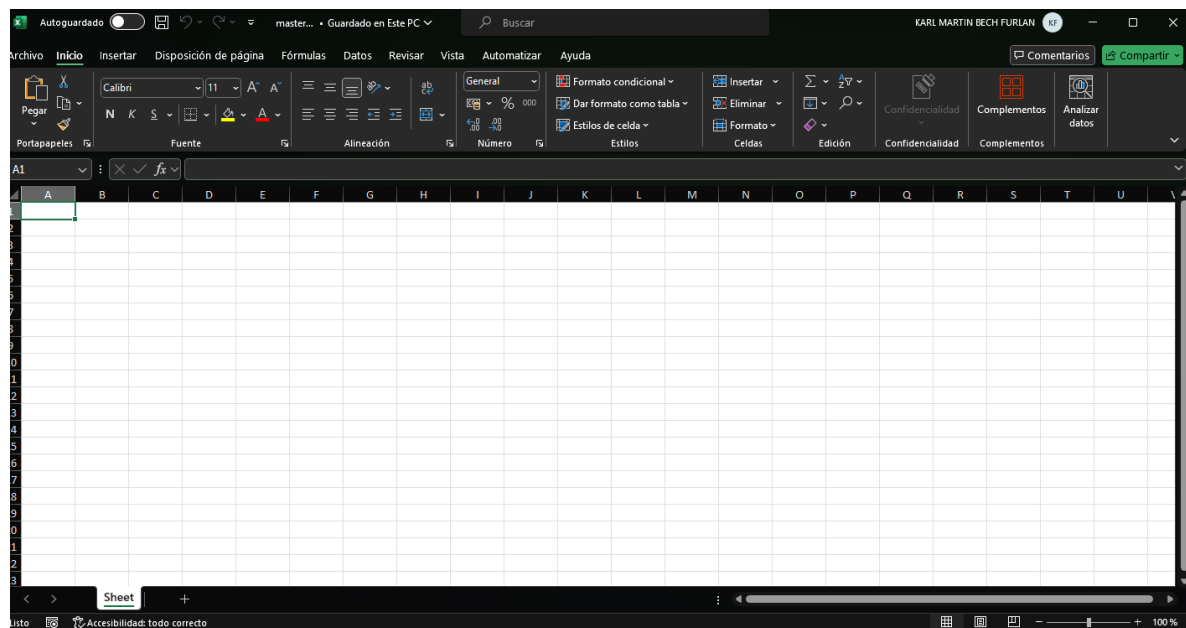 Autoguardado master... • Guardado en Este PC Buscar KARL MARTIN BECH FURLAN KF
Archivo Inicio Insertar Disposición de página Fórmulas Datos Revisar Vista Automatizar Ayuda Comentarios Compartir
Calibri 11 General Formato condicional Insertar
Pegar N K S % 000 Dar formato como tabla Eliminar Confidencialidad Complementos Analizar datos
Estilos de celda Formato
Portapapeles Fuente Alineación Número Estilos Celdas Edición Confidencialidad Complementos
A1 fx
A B C D E F G H I J K L M N O P Q R S T U
Sheet
Listo Accesibilidad: todo correcto 100 %